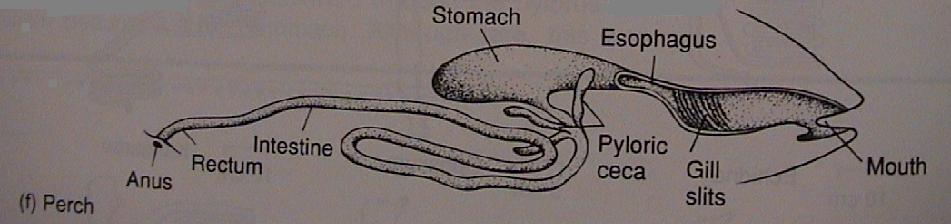 Stomach
Esophagus
Intestine
Pyloric
ceca
Rectum
Gill
slits
Mouth
Anus
(f) Perch